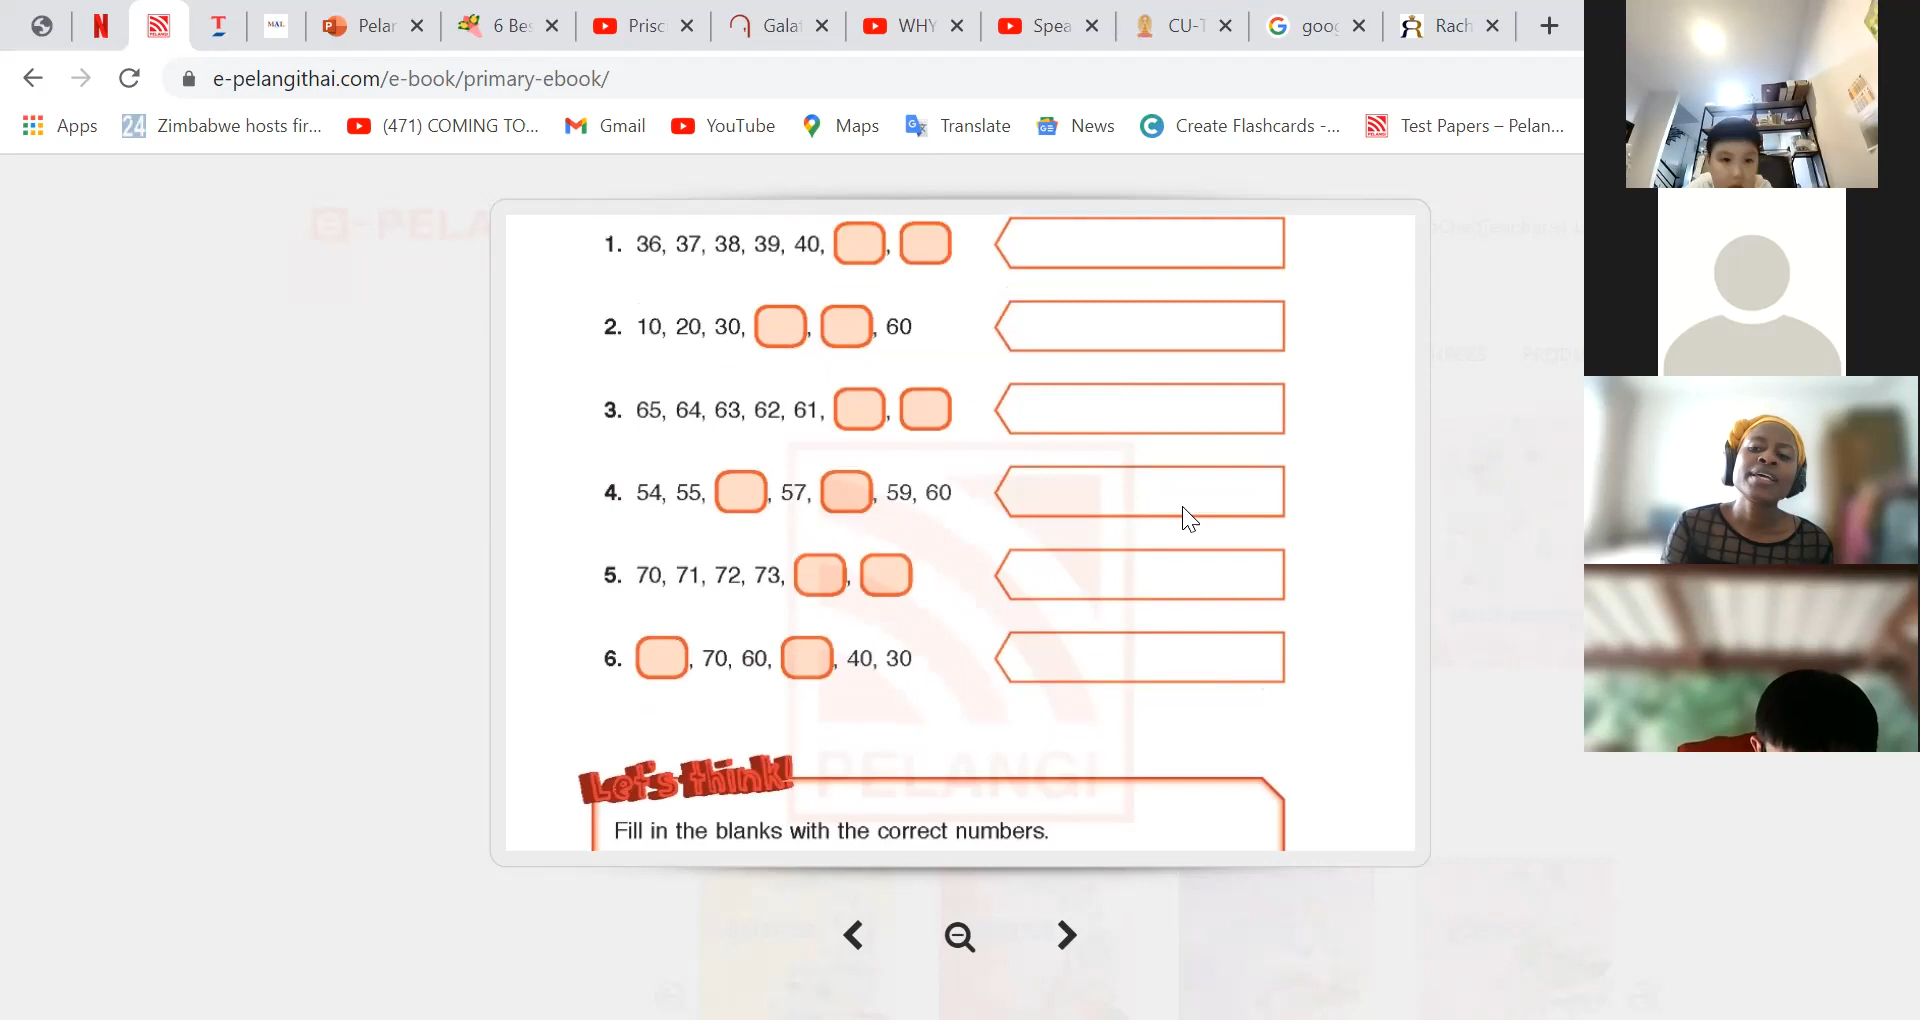 Pelar
6 Bes
Prisc
Galat
WHY
Spea
CU-T
goog
Rach
e-pelangithai.com/e-book/primary-ebook/
Apps
24 Zimbabwe hosts fir...
(471) COMING TO...
Gmail
YouTube
Maps
Translate
News
Create Flashcards -...
Test Papers – Pelan...
1. 36, 37, 38, 39, 40, ,
2. 10, 20, 30, , , 60
3. 65, 64, 63, 62, 61, ,
4. 54, 55, , 57, , 59, 60
5. 70, 71, 72, 73, ,
6. , 70, 60, , 40, 30
PELANGI
Let's think!
Fill in the blanks with the correct numbers.